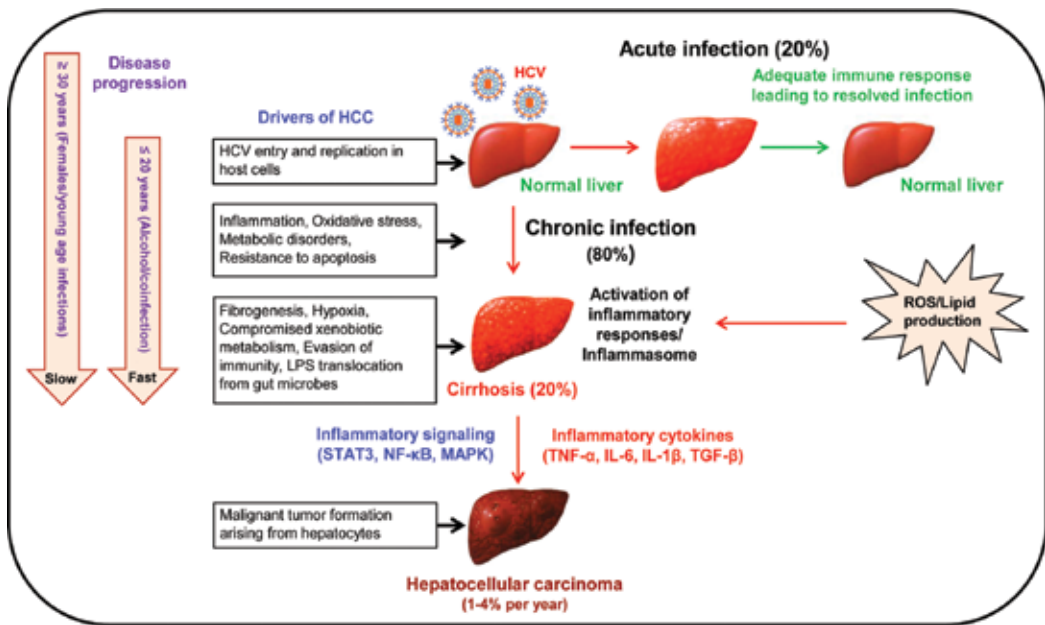 ≥ 30 years (Females/young age infections)
Slow
Disease
progression
≤ 20 years (Alcohol/coinfection)
Fast
Drivers of HCC
HCV entry and replication in
host cells
Inflammation, Oxidative stress,
Metabolic disorders,
Resistance to apoptosis
Fibrogenesis, Hypoxia,
Compromised xenobiotic
metabolism, Evasion of
immunity, LPS translocation
from gut microbes
Malignant tumor formation
arising from hepatocytes
HCV
Acute infection (20%)
Adequate immune response
leading to resolved infection
Normal liver
Normal liver
Chronic infection
(80%)
Activation of
inflammatory
responses/
Inflammasome
ROS/Lipid
production
Cirrhosis (20%)
Inflammatory signaling
(STAT3, NF-κB, MAPK)
Inflammatory cytokines
(TNF-α, IL-6, IL-1β, TGF-β)
Hepatocellular carcinoma
(1-4% per year)